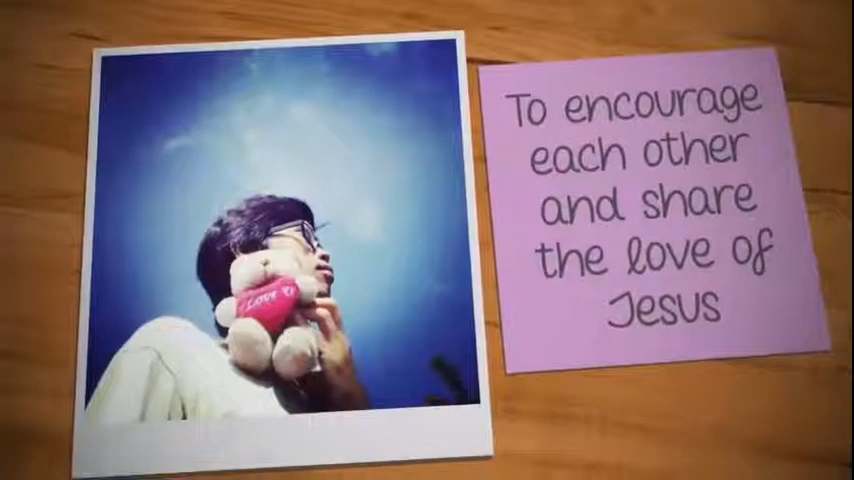 Love
To encourage
each other
and share
the love of
Jesus